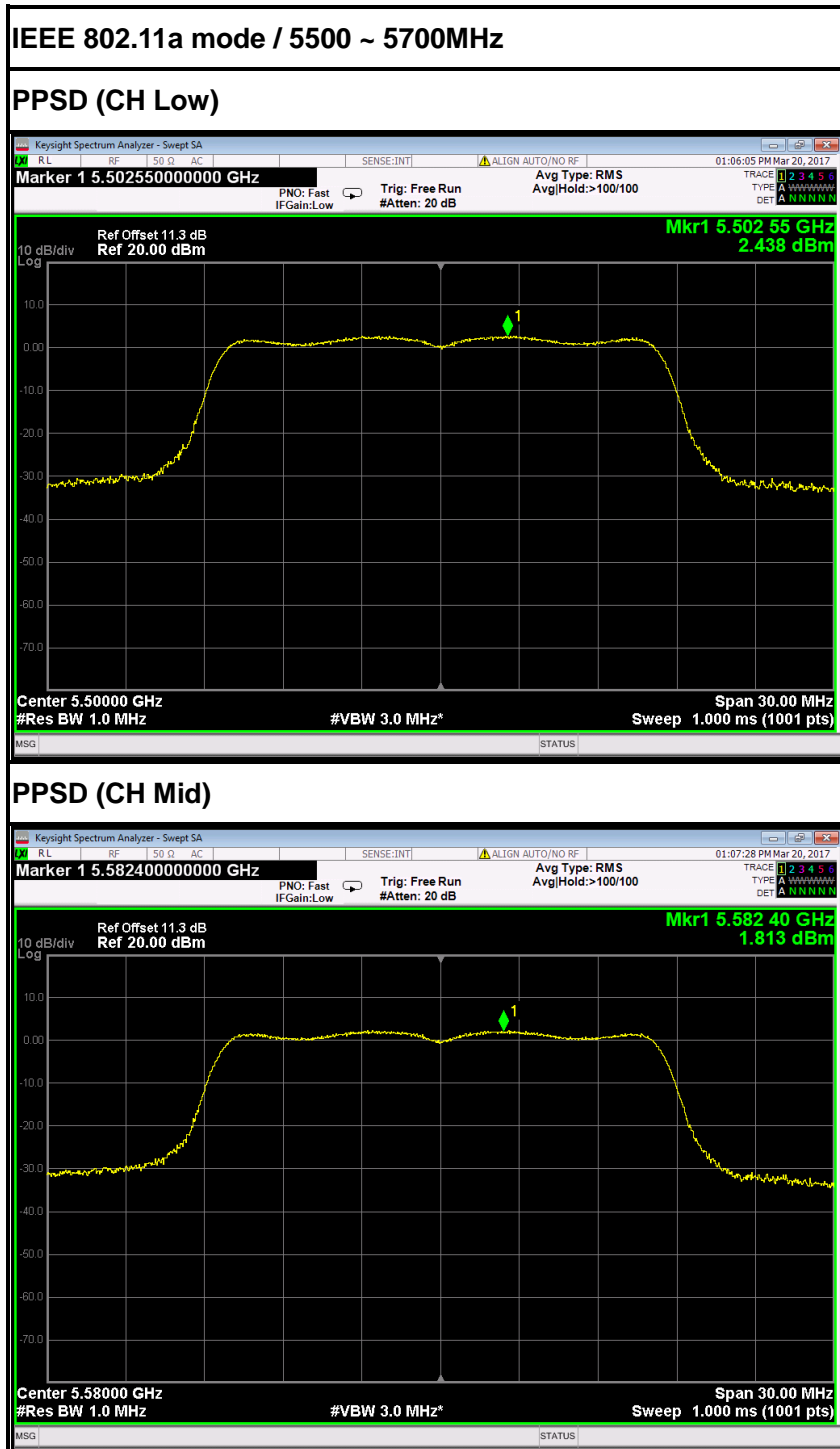 IEEE 802.11a mode / 5500 ~ 5700MHz
PPSD (CH Low)
Keysight Spectrum Analyzer - Swept SA
LXI RL RF 50 Ω AC SENSE:INT ALIGN AUTO/NO RF 01:06:05 PM Mar 20, 2017
Marker 1 5.502550000000 GHz Avg Type: RMS TRACE 1 2 3 4 5 6
PNO: Fast Trig: Free Run Avg|Hold:>100/100 TYPE A WWWWW
IFGain:Low #Atten: 20 dB DET A N N N N N
Mkr1 5.502 55 GHz
Ref Offset 11.3 dB
10 dB/div Ref 20.00 dBm 2.438 dBm
Log
10.0
1
0.00
-10.0
-20.0
-30.0
-40.0
-50.0
-60.0
-70.0
Center 5.50000 GHz Span 30.00 MHz
#Res BW 1.0 MHz #VBW 3.0 MHz* Sweep 1.000 ms (1001 pts)
MSG STATUS
PPSD (CH Mid)
Keysight Spectrum Analyzer - Swept SA
LXI RL RF 50 Ω AC SENSE:INT ALIGN AUTO/NO RF 01:07:28 PM Mar 20, 2017
Marker 1 5.582400000000 GHz Avg Type: RMS TRACE 1 2 3 4 5 6
PNO: Fast Trig: Free Run Avg|Hold:>100/100 TYPE A WWWWW
IFGain:Low #Atten: 20 dB DET A N N N N N
Mkr1 5.582 40 GHz
Ref Offset 11.3 dB
10 dB/div Ref 20.00 dBm 1.813 dBm
Log
10.0
1
0.00
-10.0
-20.0
-30.0
-40.0
-50.0
-60.0
-70.0
Center 5.58000 GHz Span 30.00 MHz
#Res BW 1.0 MHz #VBW 3.0 MHz* Sweep 1.000 ms (1001 pts)
MSG STATUS